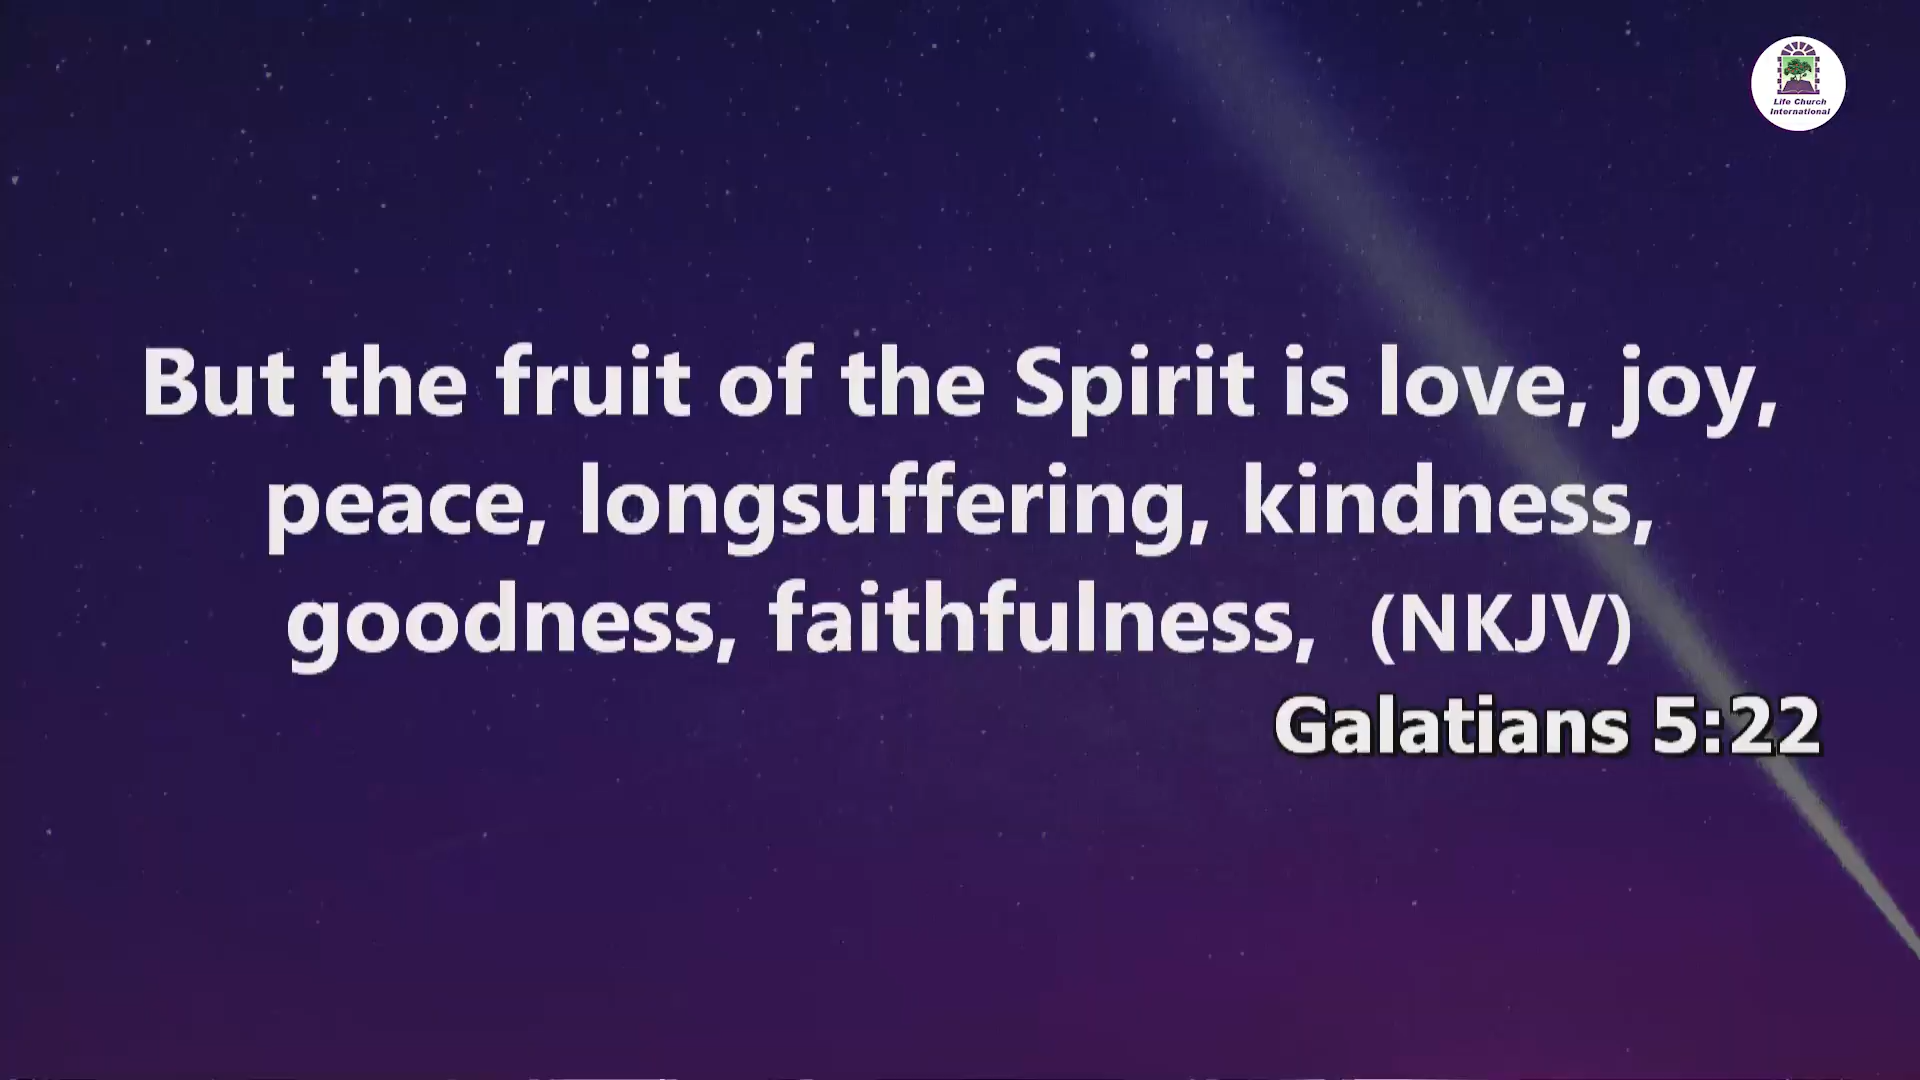 Life Church
International
But the fruit of the Spirit is love, joy,
peace, longsuffering, kindness,
goodness, faithfulness, (NKJV)
Galatians 5:22